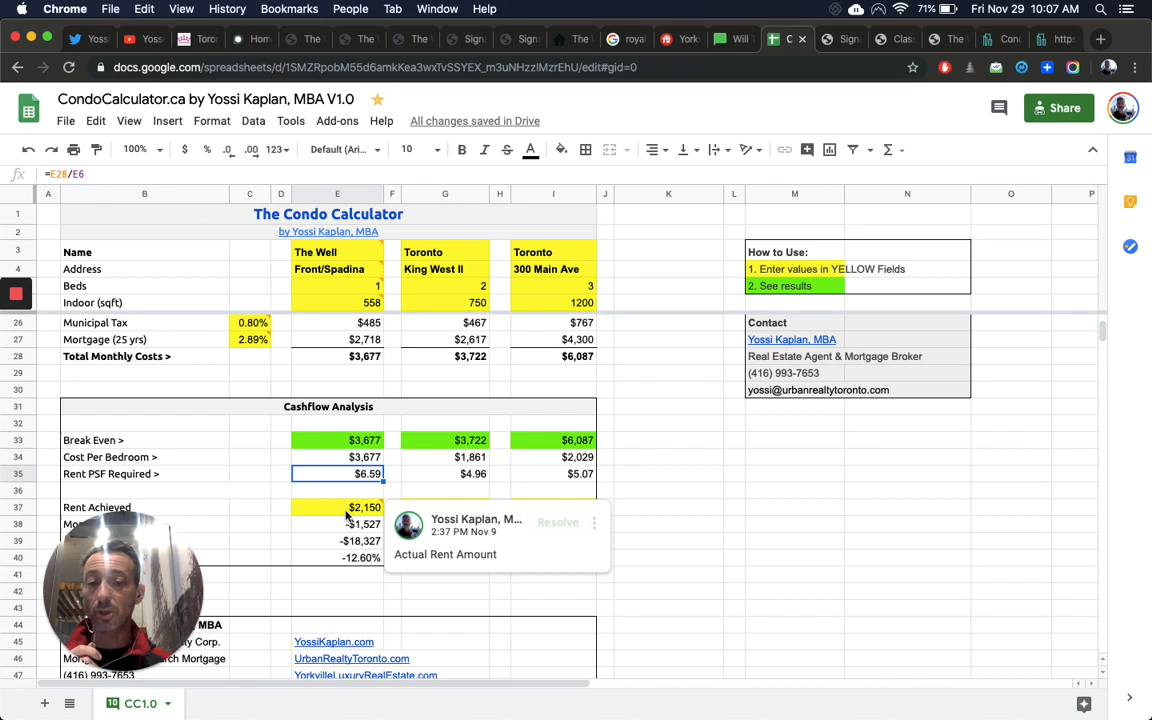 Chrome File Edit View History Bookmarks People Tab Window Help 71% Fri Nov 29 10:07 AM
Yoss Yoss Toro Hom The The The Signa Signa The royal York Will C Sign Class The Conc https
docs.google.com/spreadsheets/d/1SMZRpobM55d6amkKea3wxTvSSYEX_m3uNHzzIMzrEhU/edit#gid=0
CondoCalculator.ca by Yossi Kaplan, MBA V1.0
Share
File Edit View Insert Format Data Tools Add-ons Help All changes saved in Drive
100% $ % .0 .00 123 Default (Ari... 10 B I S A
fx =E28/E6
A B C D E F G H I J K L M N O P
1 The Condo Calculator
2 by Yossi Kaplan, MBA
3 Name The Well Toronto Toronto How to Use:
4 Address Front/Spadina King West II 300 Main Ave 1. Enter values in YELLOW Fields
Beds 1 2 3 2. See results
Indoor (sqft) 558 750 1200
26 Municipal Tax 0.80% $485 $467 $767 Contact
27 Mortgage (25 yrs) 2.89% $2,718 $2,617 $4,300 Yossi Kaplan, MBA
28 Total Monthly Costs > $3,677 $3,722 $6,087 Real Estate Agent & Mortgage Broker
29 (416) 993-7653
30 yossi@urbanrealtytoronto.com
31 Cashflow Analysis
32
33 Break Even > $3,677 $3,722 $6,087
34 Cost Per Bedroom > $3,677 $1,861 $2,029
35 Rent PSF Required > $6.59 $4.96 $5.07
36
37 Rent Achieved $2,150
38 Mo -$1,527
39 -$18,327
40 -12.60%
Yossi Kaplan, M... Resolve
2:37 PM Nov 9
Actual Rent Amount
41
42
43
44 MBA
45 ty Corp. YossiKaplan.com
46 Mor rch Mortgage UrbanRealtyToronto.com
47 (416) 993-7653 YorkvilleLuxuryRealEstate.com
CC1.0